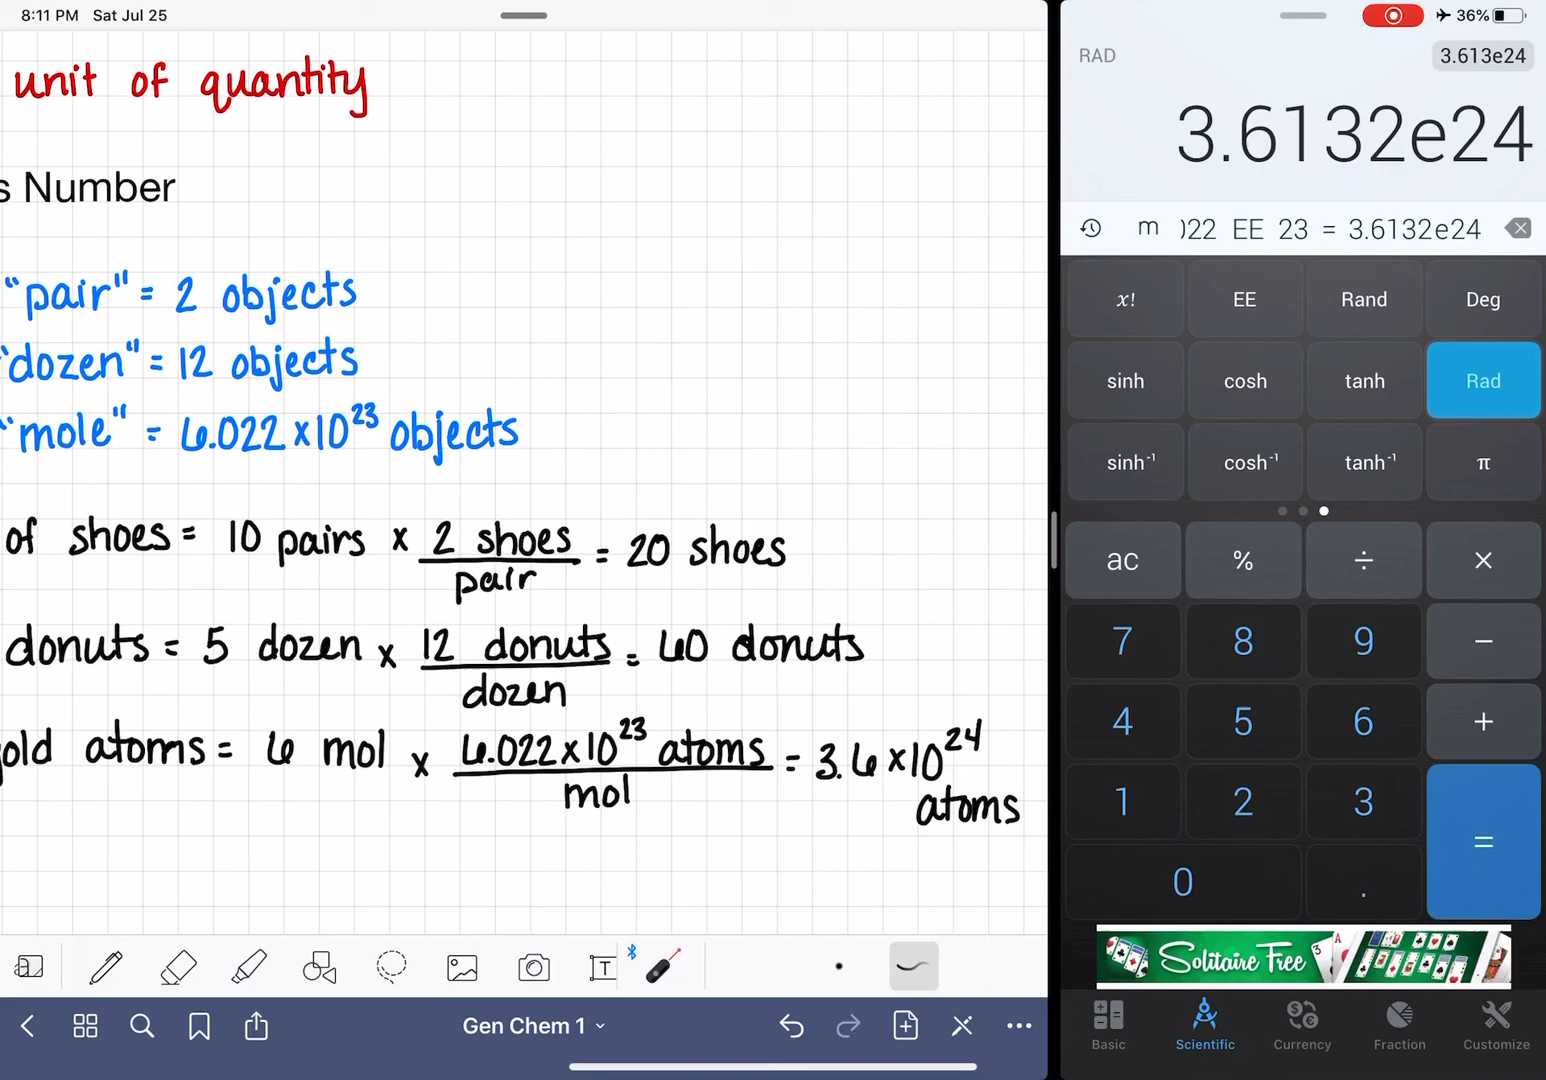 8:11 PM Sat Jul 25
unit of quantity
s Number
"pair" = 2 objects
"dozen" = 12 objects
"mole" = 6.022 x 10^23 objects
of shoes = 10 pairs x 2 shoes / pair = 20 shoes
donuts = 5 dozen x 12 donuts / dozen = 60 donuts
old atoms = 6 mol x 6.022 x 10^23 atoms / mol = 3.6 x 10^24 atoms
T
Gen Chem 1
36%
RAD 3.613e24
3.6132e24
m )22 EE 23 = 3.6132e24
x! EE Rand Deg
sinh cosh tanh Rad
sinh⁻¹ cosh⁻¹ tanh⁻¹ π
ac % ÷ ×
7 8 9 −
4 5 6 +
1 2 3 =
0 .
Solitaire Free
Basic Scientific Currency Fraction Customize